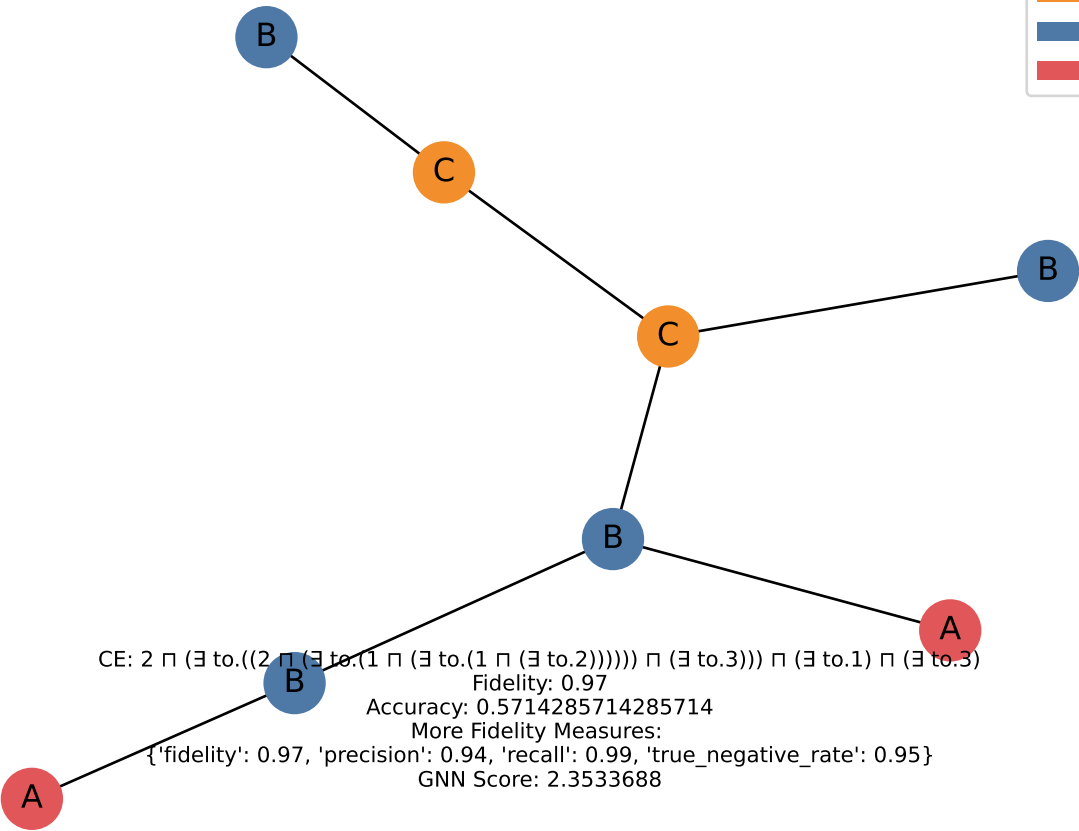 B
C
B
C
B
A
CE: 2 ⊓ (∃ to.((2 ⊓ (∃ to.(1 ⊓ (∃ to.(1 ⊓ (∃ to.2)))))) ⊓ (∃ to.3))) ⊓ (∃ to.1) ⊓ (∃ to.3)
B
Fidelity: 0.97
Accuracy: 0.5714285714285714
More Fidelity Measures:
{'fidelity': 0.97, 'precision': 0.94, 'recall': 0.99, 'true_negative_rate': 0.95}
GNN Score: 2.3533688
A